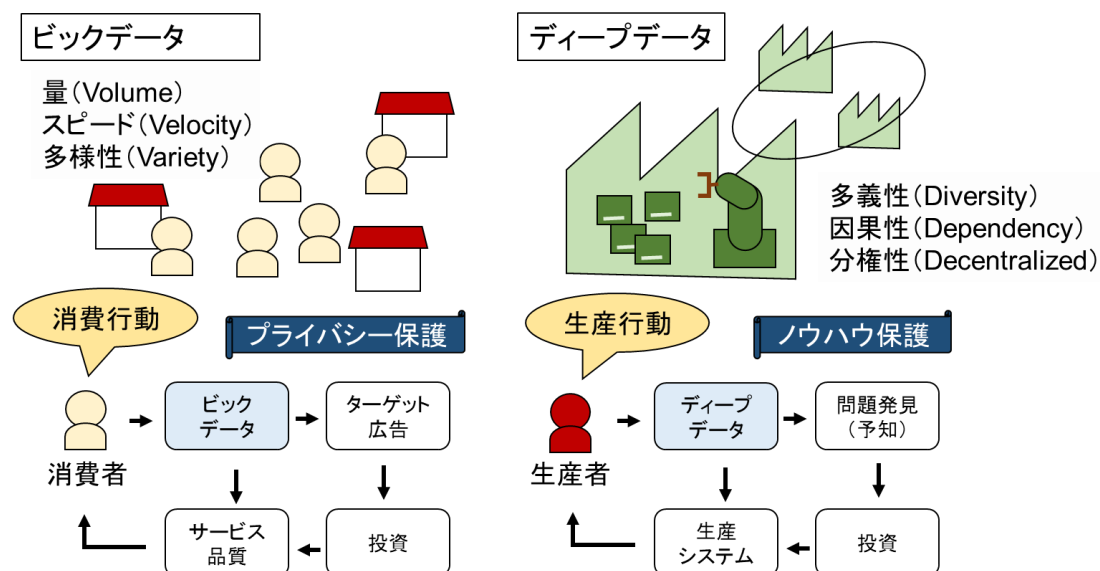 ビックデータ
量(Volume)
スピード(Velocity)
多様性(Variety)
消費行動
プライバシー保護
消費者
ビック
データ
ターゲット
広告
サービス
品質
投資
ディープデータ
多義性(Diversity)
因果性(Dependency)
分権性(Decentralized)
生産行動
ノウハウ保護
生産者
ディープ
データ
問題発見
(予知)
生産
システム
投資